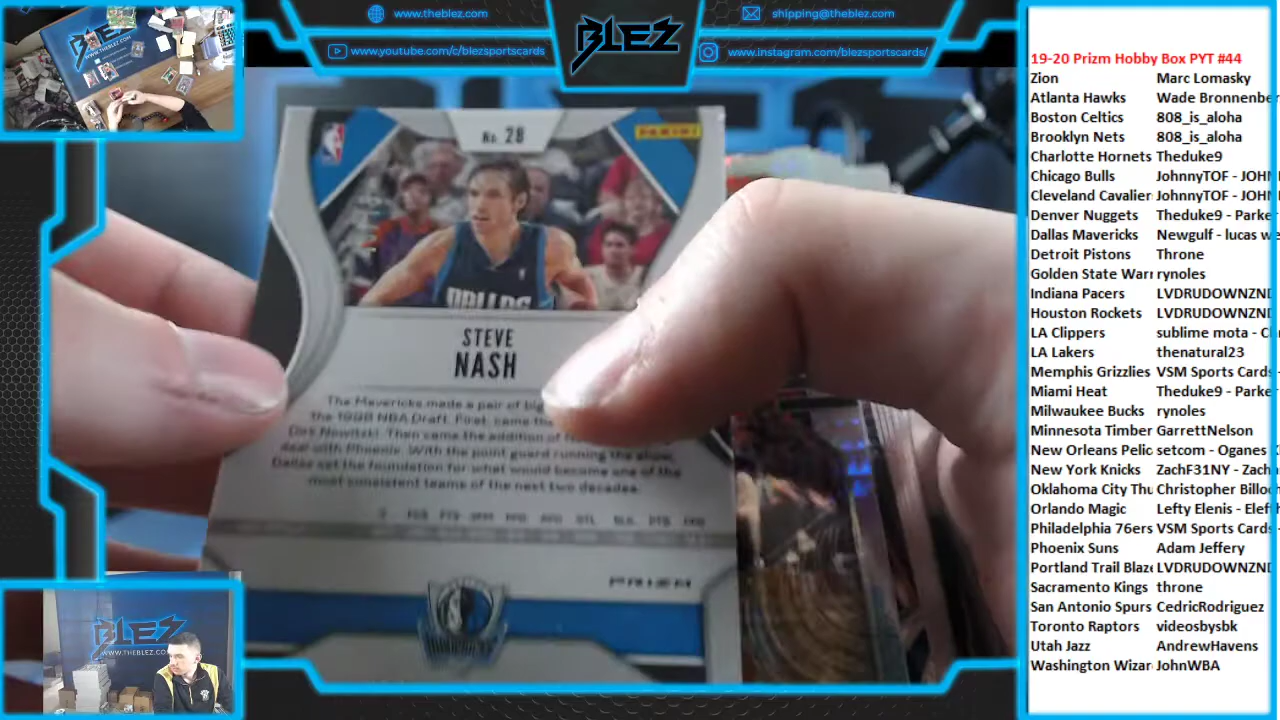 www.theblez.com
www.youtube.com/c/blezsportscards
BLEZ
shipping@theblez.com
www.instagram.com/blezsportscards/
No. 28
PANINI
DALLAS
STEVE
NASH
The Mavericks made a pair of big
the 1998 NBA Draft. First, came the
Dirk Nowitzki. Then came the addition of
deal with Phoenix. With the point guard running the show,
Dallas set the foundation for what would become one of the
most consistent teams of the next two decades.
PRIZM
BLEZ
WWW.THEBLEZ.COM
19-20 Prizm Hobby Box PYT #44
Zion Marc Lomasky
Atlanta Hawks Wade Bronnenber
Boston Celtics 808_is_aloha
Brooklyn Nets 808_is_aloha
Charlotte Hornets Theduke9
Chicago Bulls JohnnyTOF - JOHN
Cleveland Cavalier JohnnyTOF - JOHN
Denver Nuggets Theduke9 - Parke
Dallas Mavericks Newgulf - lucas we
Detroit Pistons Throne
Golden State Warr rynoles
Indiana Pacers LVDRUDOWNZND
Houston Rockets LVDRUDOWNZND
LA Clippers sublime mota - Ch
LA Lakers thenatural23
Memphis Grizzlies VSM Sports Cards -
Miami Heat Theduke9 - Parke
Milwaukee Bucks rynoles
Minnesota Timber GarrettNelson
New Orleans Pelic setcom - Oganes K
New York Knicks ZachF31NY - Zach
Oklahoma City Thu Christopher Billoc
Orlando Magic Lefty Elenis - Elefth
Philadelphia 76ers VSM Sports Cards -
Phoenix Suns Adam Jeffery
Portland Trail Blaze LVDRUDOWNZND
Sacramento Kings throne
San Antonio Spurs CedricRodriguez
Toronto Raptors videosbysbk
Utah Jazz AndrewHavens
Washington Wizar JohnWBA